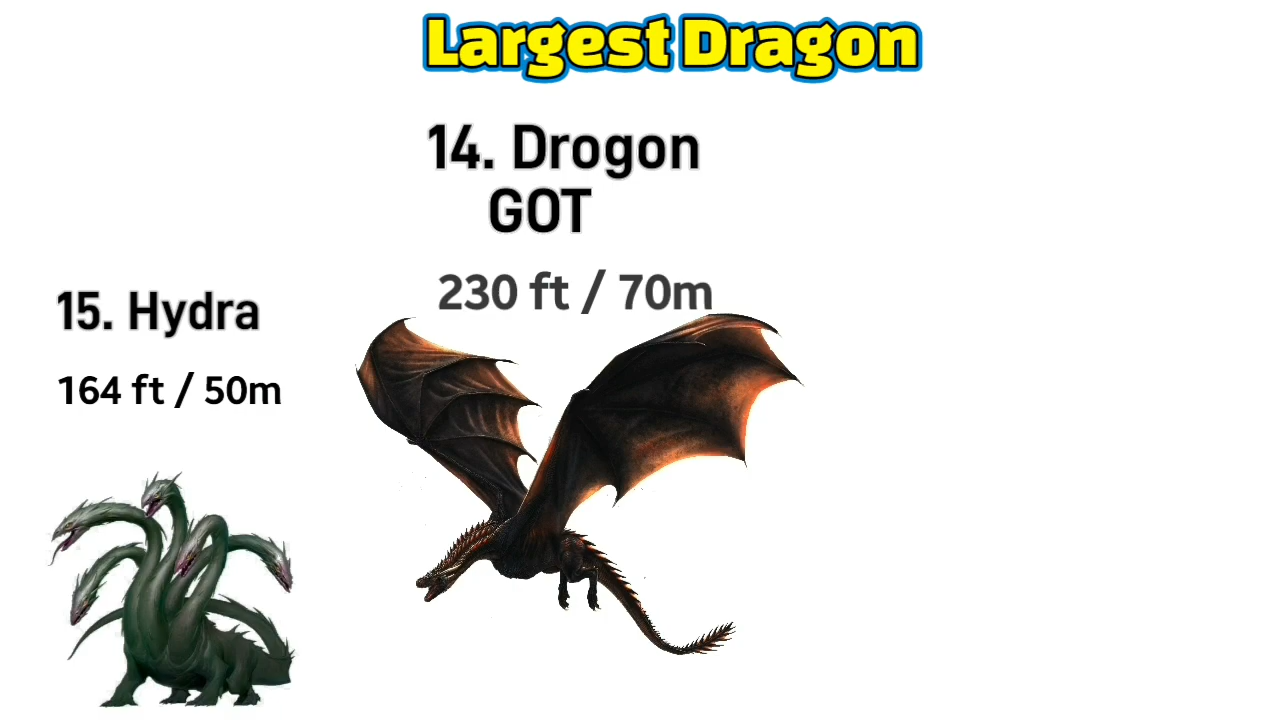 Largest Dragon
14. Drogon
GOT
230 ft / 70m
15. Hydra
164 ft / 50m